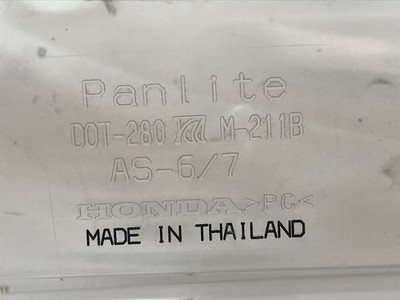 Panlite
DOT-280 M-211B
AS-6/7
HONDA >PC<
MADE IN THAILAND